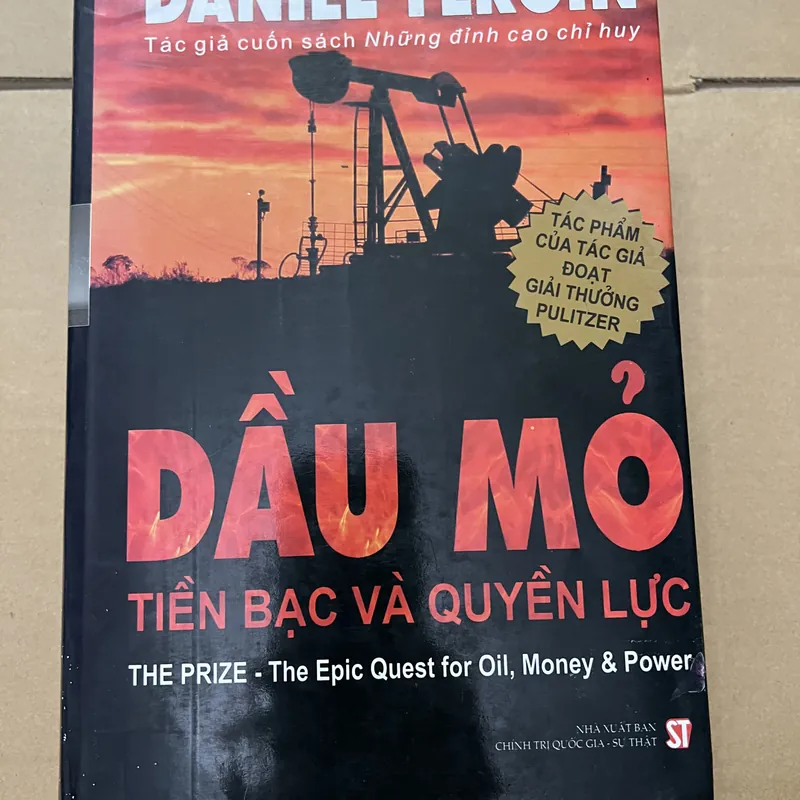 DANIEL YERGIN
Tác giả cuốn sách Những đỉnh cao chỉ huy
TÁC PHẨM
CỦA TÁC GIẢ
ĐOẠT
GIẢI THƯỞNG
PULITZER
DẦU MỎ
TIỀN BẠC VÀ QUYỀN LỰC
THE PRIZE - The Epic Quest for Oil, Money & Power
NHÀ XUẤT BẢN
CHÍNH TRỊ QUỐC GIA - SỰ THẬT
ST